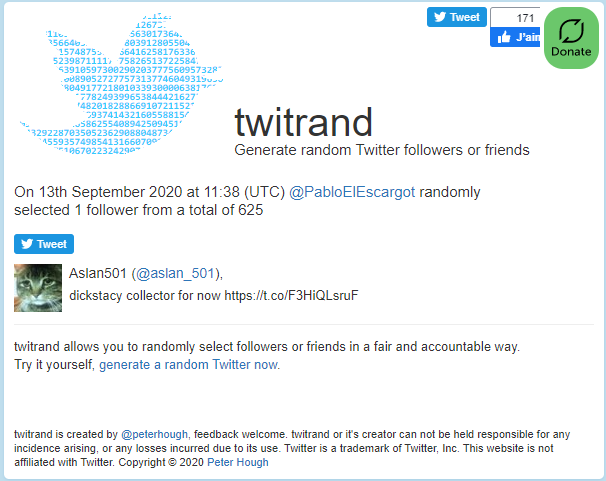 Tweet
171
J'aim
Donate
twitrand
Generate random Twitter followers or friends
On 13th September 2020 at 11:38 (UTC) @PabloElEscargot randomly
selected 1 follower from a total of 625
Tweet
Aslan501 (@aslan_501),
dickstacy collector for now https://t.co/F3HiQLsruF
twitrand allows you to randomly select followers or friends in a fair and accountable way.
Try it yourself, generate a random Twitter now.
twitrand is created by @peterhough, feedback welcome. twitrand or it's creator can not be held responsible for any
incidence arising, or any losses incurred due to its use. Twitter is a trademark of Twitter, Inc. This website is not
affiliated with Twitter. Copyright © 2020 Peter Hough